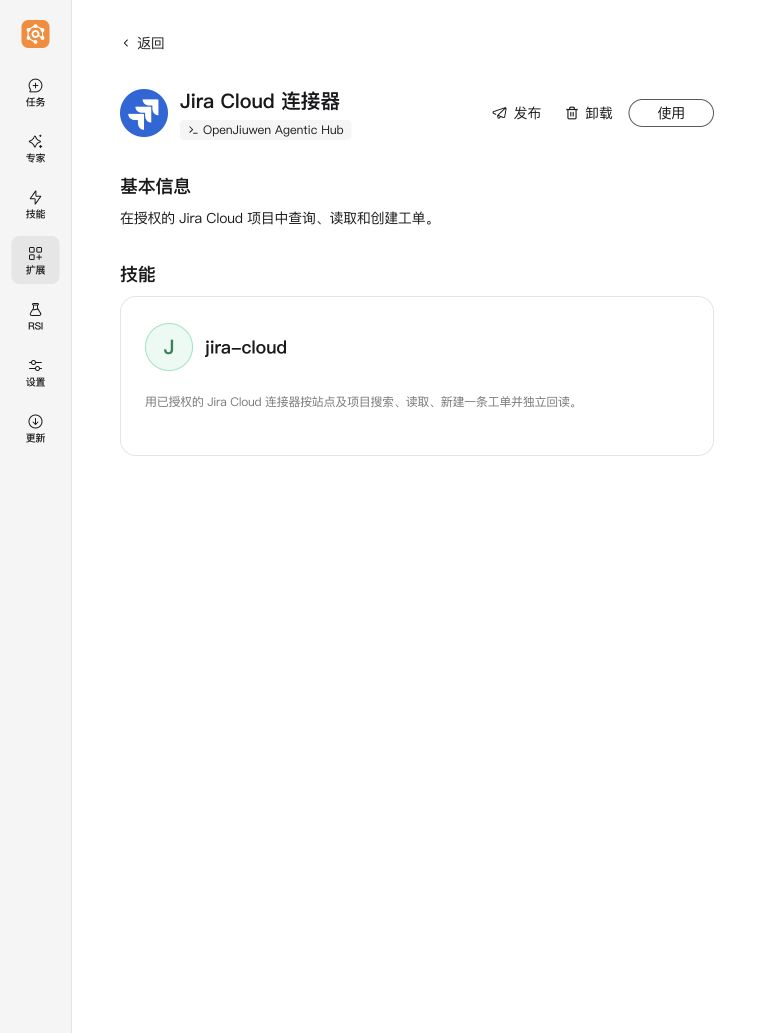 返回
Jira Cloud 连接器
OpenJiuwen Agentic Hub
发布
卸载
使用
任务
专家
技能
扩展
RSI
设置
更新
基本信息
在授权的 Jira Cloud 项目中查询、读取和创建工单。
技能
J
jira-cloud
用已授权的 Jira Cloud 连接器按站点及项目搜索、读取、新建一条工单并独立回读。